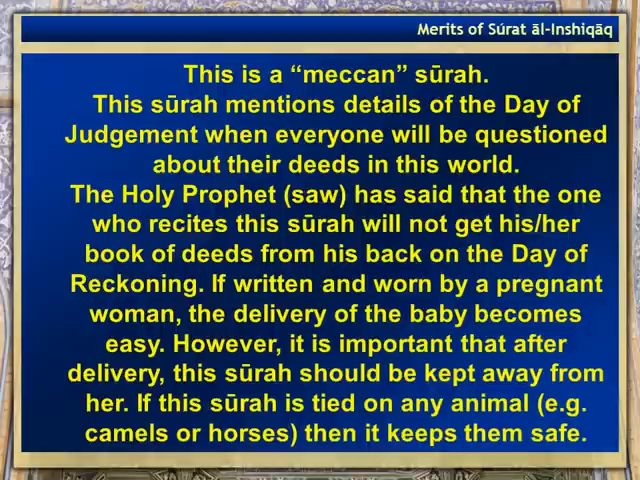 Merits of Súrat āl-Inshiqāq
This is a “meccan” sūrah.
This sūrah mentions details of the Day of
Judgement when everyone will be questioned
about their deeds in this world.
The Holy Prophet (saw) has said that the one
who recites this sūrah will not get his/her
book of deeds from his back on the Day of
Reckoning. If written and worn by a pregnant
woman, the delivery of the baby becomes
easy. However, it is important that after
delivery, this sūrah should be kept away from
her. If this sūrah is tied on any animal (e.g.
camels or horses) then it keeps them safe.